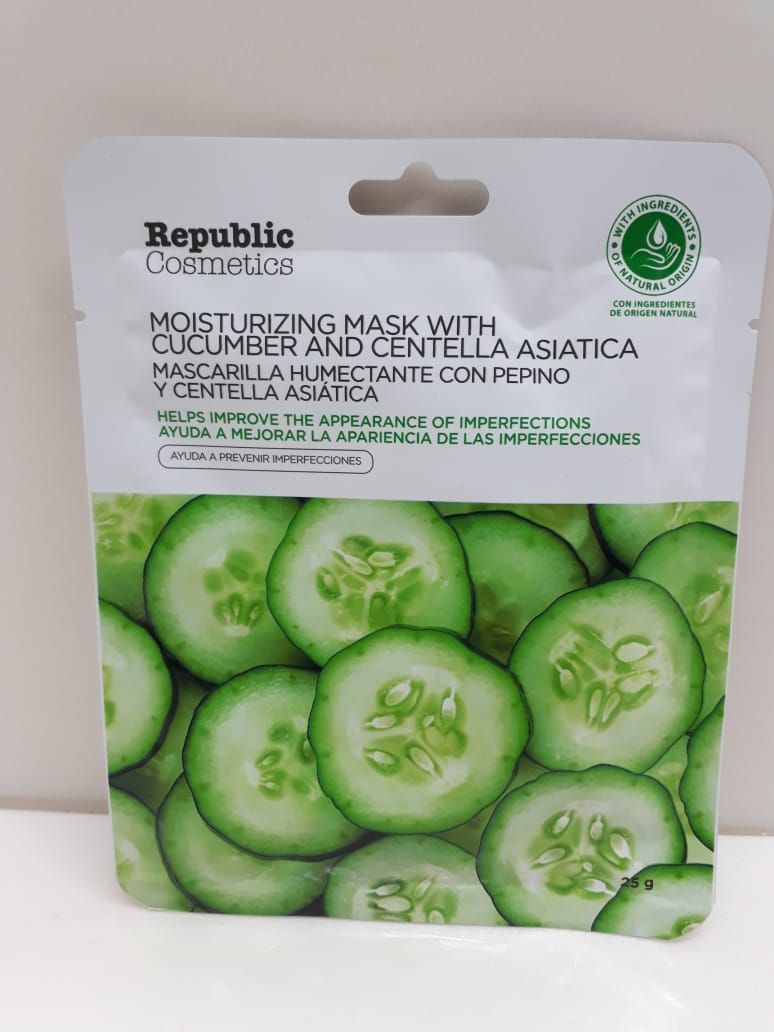 Republic
Cosmetics
WITH INGREDIENTS
OF NATURAL ORIGIN
CON INGREDIENTES
DE ORIGEN NATURAL
MOISTURIZING MASK WITH
CUCUMBER AND CENTELLA ASIATICA
MASCARILLA HUMECTANTE CON PEPINO
Y CENTELLA ASIÁTICA
HELPS IMPROVE THE APPEARANCE OF IMPERFECTIONS
AYUDA A MEJORAR LA APARIENCIA DE LAS IMPERFECCIONES
AYUDA A PREVENIR IMPERFECCIONES
25 g